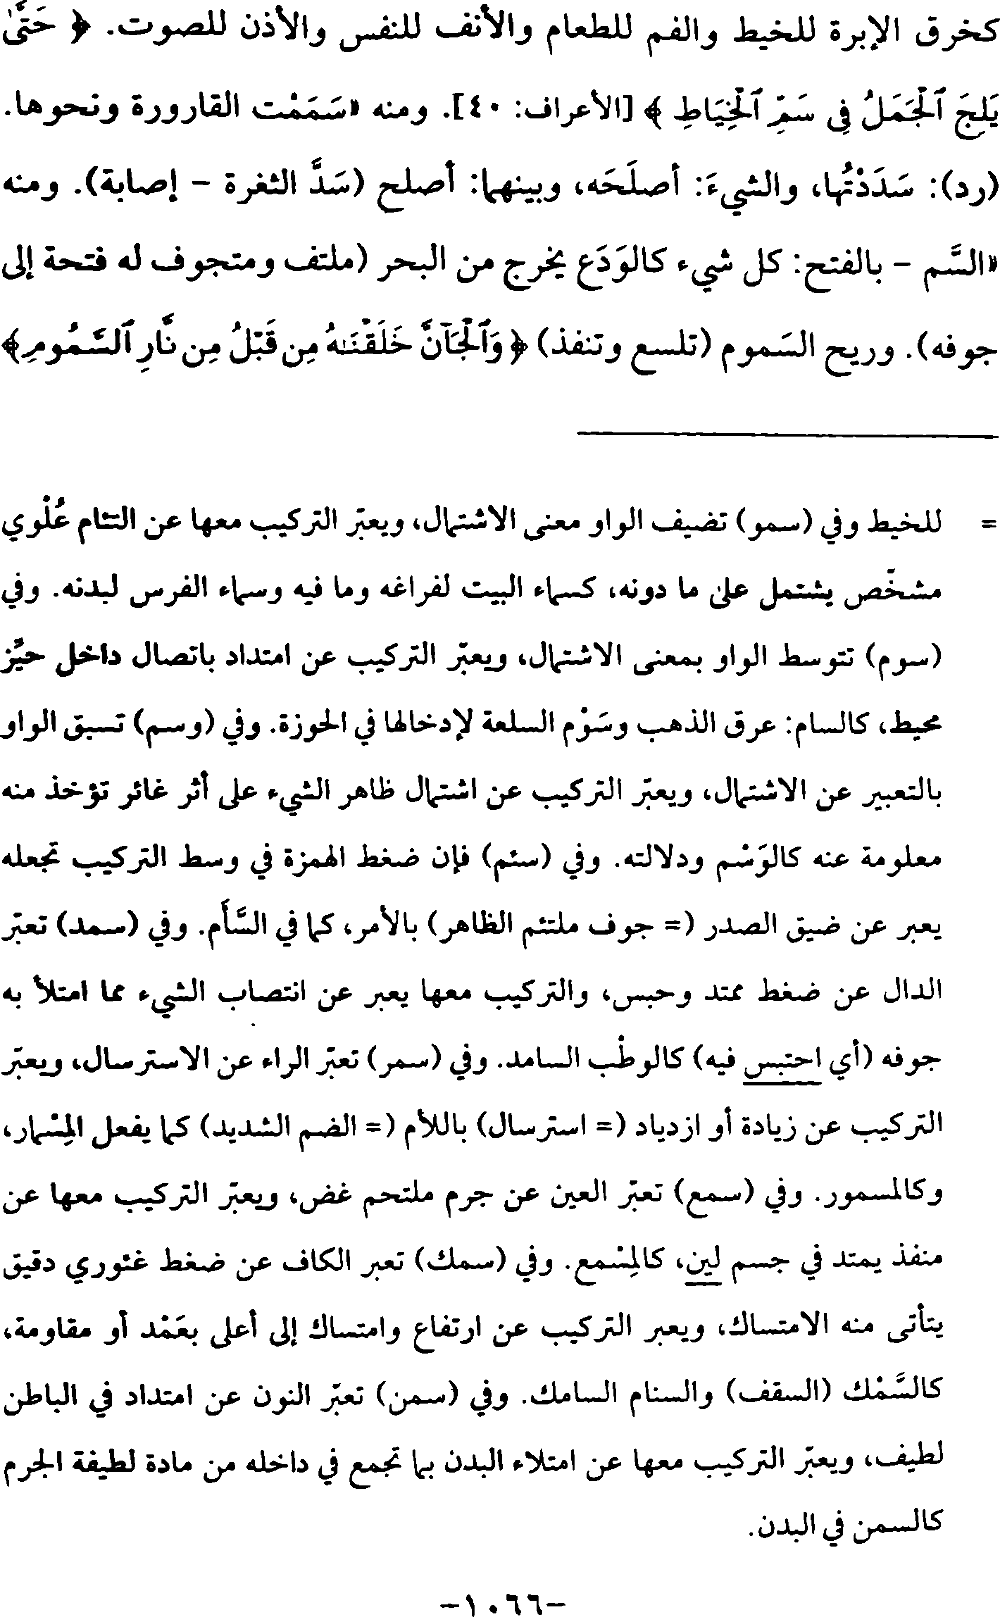 كخرق الإبرة للخيط والفم للطعام والأنف للنفس والأذن للصوت. ﴿ حَتَّىٰ
يَلِجَ ٱلْجَمَلُ فِي سَمِّ ٱلْخِيَاطِ ﴾ [الأعراف: ٤٠]. ومنه «سَمَمْت القارورة ونحوها.
(رد): سَدَدْتُها، والشيءَ: أصلَحَه، وبينهما: أصلح (سَدَّ الثغرة – إصابة). ومنه
«السَّم – بالفتح: كل شيء كالوَدَع يخرج من البحر (ملتف ومتجوف له فتحة إلى
جوفه). وريح السَموم (تلسع وتنفذ) ﴿ وَٱلْجَآنَّ خَلَقْنَٰهُ مِن قَبْلُ مِن نَّارِ ٱلسَّمُومِ ﴾
= للخيط وفي (سمو) تضيف الواو معنى الاشتمال، ويعبّر التركيب معها عن التئام عُلْوي
مشخّص يشتمل على ما دونه، كسماء البيت لفراغه وما فيه وسماء الفرس لبدنه. وفي
(سوم) تتوسط الواو بمعنى الاشتمال، ويعبّر التركيب عن امتداد باتصال داخل حيِّز
محيط، كالسام: عرق الذهب وسَوْم السلعة لإدخالها في الحوزة. وفي (وسم) تسبق الواو
بالتعبير عن الاشتمال، ويعبّر التركيب عن اشتمال ظاهر الشيء على أثر غائر تؤخذ منه
معلومة عنه كالوَسْم ودلالته. وفي (سئم) فإن ضغط الهمزة في وسط التركيب تجعله
يعبر عن ضيق الصدر (= جوف ملتئم الظاهر) بالأمر، كما في السَّأَم. وفي (سمد) تعبّر
الدال عن ضغط ممتد وحبس، والتركيب معها يعبر عن انتصاب الشيء مما امتلأ به
جوفه (أي احتبس فيه) كالوطْب السامد. وفي (سمر) تعبّر الراء عن الاسترسال، ويعبّر
التركيب عن زيادة أو ازدياد (= استرسال) باللأم (= الضم الشديد) كما يفعل المِسْمار،
وكالمسمور. وفي (سمع) تعبّر العين عن جرم ملتحم غض، ويعبّر التركيب معها عن
منفذ يمتد في جسم لين، كالمِسْمع. وفي (سمك) تعبر الكاف عن ضغط غئوري دقيق
يتأتى منه الامتساك، ويعبر التركيب عن ارتفاع وامتساك إلى أعلى بعَمْد أو مقاومة،
كالسَّمْك (السقف) والسنام السامك. وفي (سمن) تعبّر النون عن امتداد في الباطن
لطيف، ويعبّر التركيب معها عن امتلاء البدن بما تجمع في داخله من مادة لطيفة الجرم
كالسمن في البدن.
–١٠٦٦–